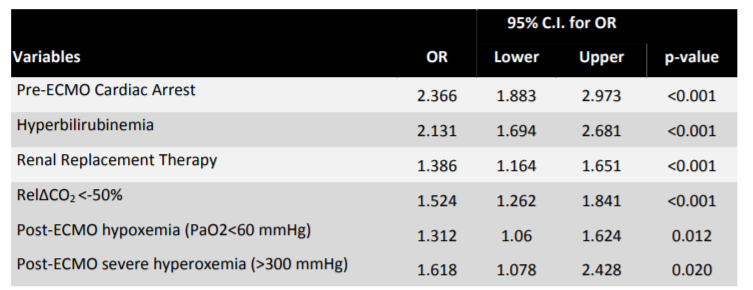 95% C.I. for OR
Variables OR Lower Upper p-value
Pre-ECMO Cardiac Arrest 2.366 1.883 2.973 <0.001
Hyperbilirubinemia 2.131 1.694 2.681 <0.001
Renal Replacement Therapy 1.386 1.164 1.651 <0.001
RelΔCO₂ <-50% 1.524 1.262 1.841 <0.001
Post-ECMO hypoxemia (PaO2<60 mmHg) 1.312 1.06 1.624 0.012
Post-ECMO severe hyperoxemia (>300 mmHg) 1.618 1.078 2.428 0.020